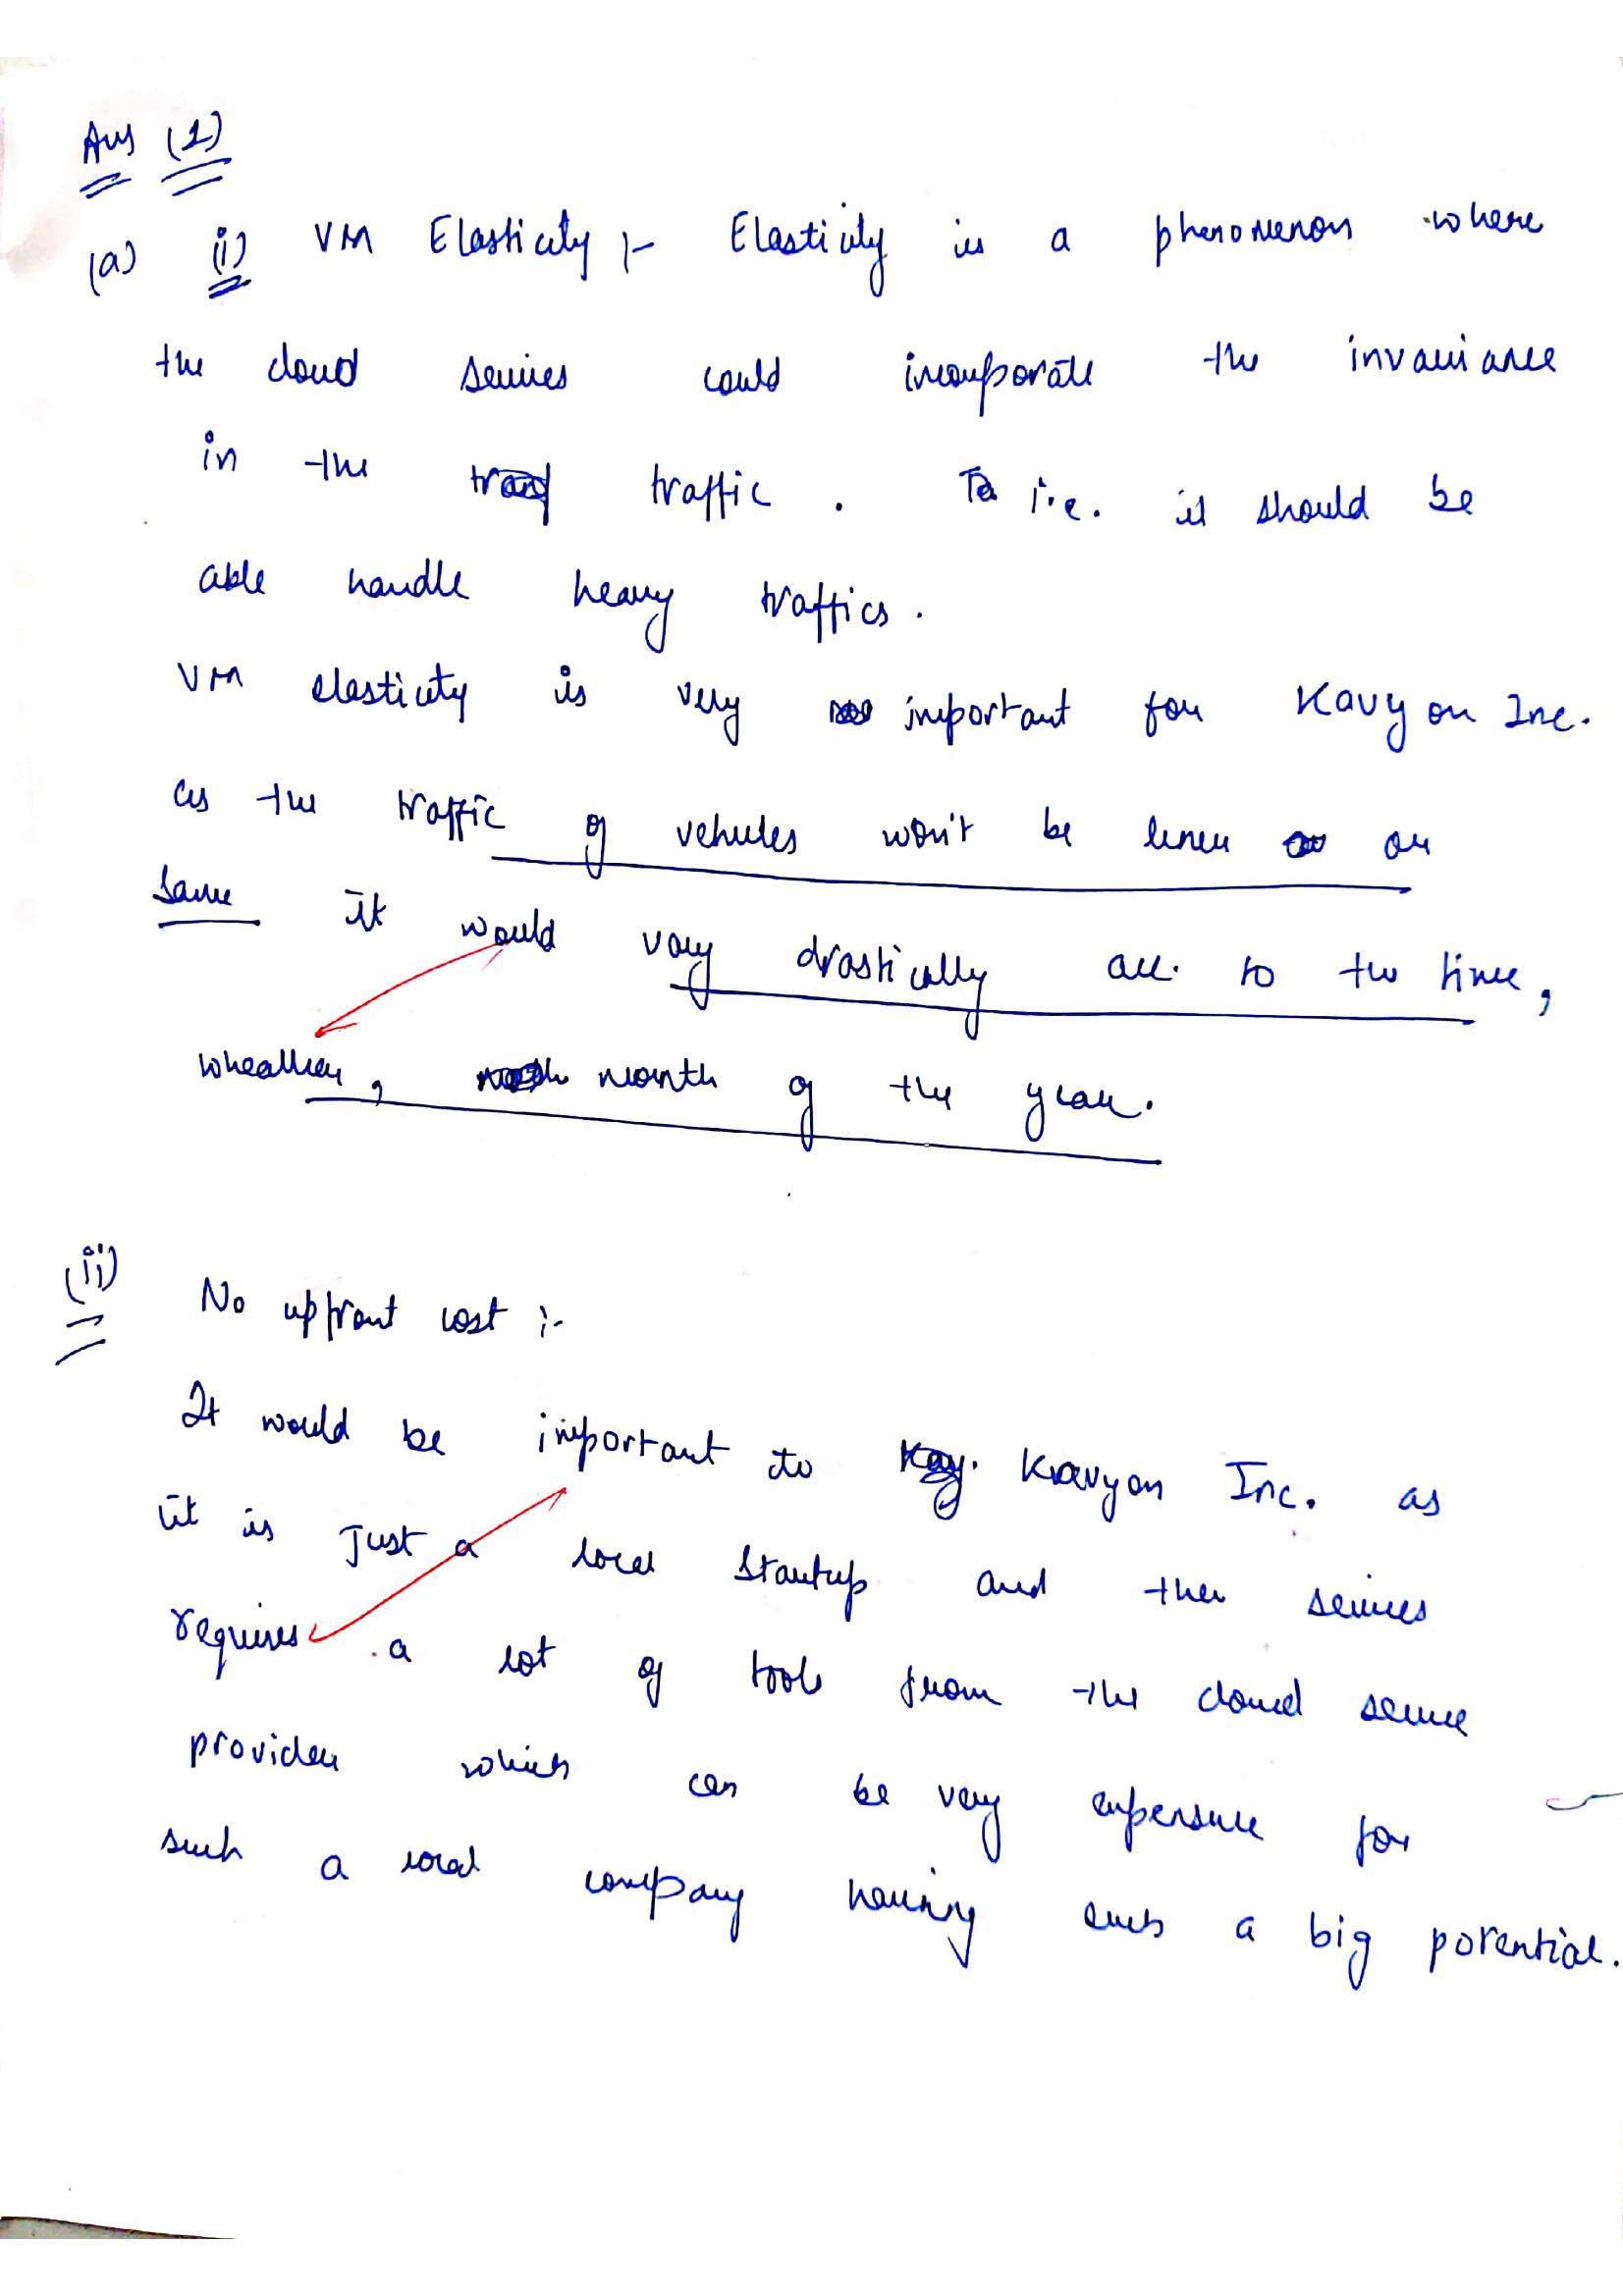 Ans (1)
(a) (i) VM Elasticity :- Elasticity is a phenomenon where
the cloud services could incorporate the invariance
in the traffic. i.e. it should be
able handle heavy traffics.
VM elasticity is very important for Kavyon Inc.
as the traffic of vehicles won't be linear or
same it would vary drastically acc. to the time,
wheather, month of the year.
(ii) No upfront cost :-
It would be important to Kavyon Inc. as
it is Just a local startup and their services
requires a lot of tools from the cloud service
provider which can be very expensive for
such a local company having such a big potential.